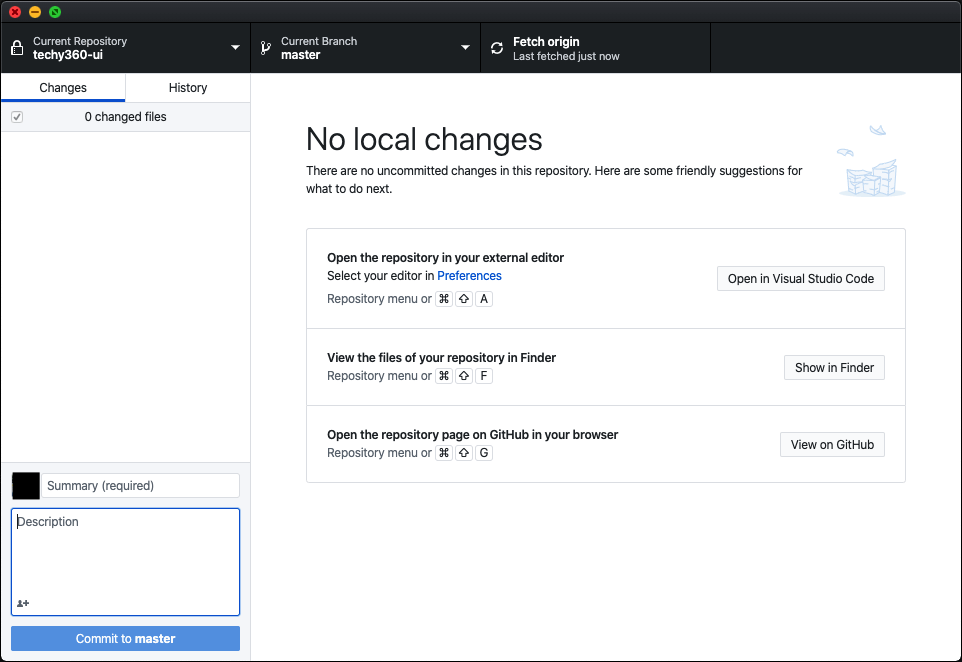 Current Repository
techy360-ui
Current Branch
master
Fetch origin
Last fetched just now
Changes
History
0 changed files
No local changes
There are no uncommitted changes in this repository. Here are some friendly suggestions for
what to do next.
Open the repository in your external editor
Select your editor in Preferences
Repository menu or ⌘ ⇧ A
Open in Visual Studio Code
View the files of your repository in Finder
Repository menu or ⌘ ⇧ F
Show in Finder
Open the repository page on GitHub in your browser
Repository menu or ⌘ ⇧ G
View on GitHub
Summary (required)
Description
Commit to master